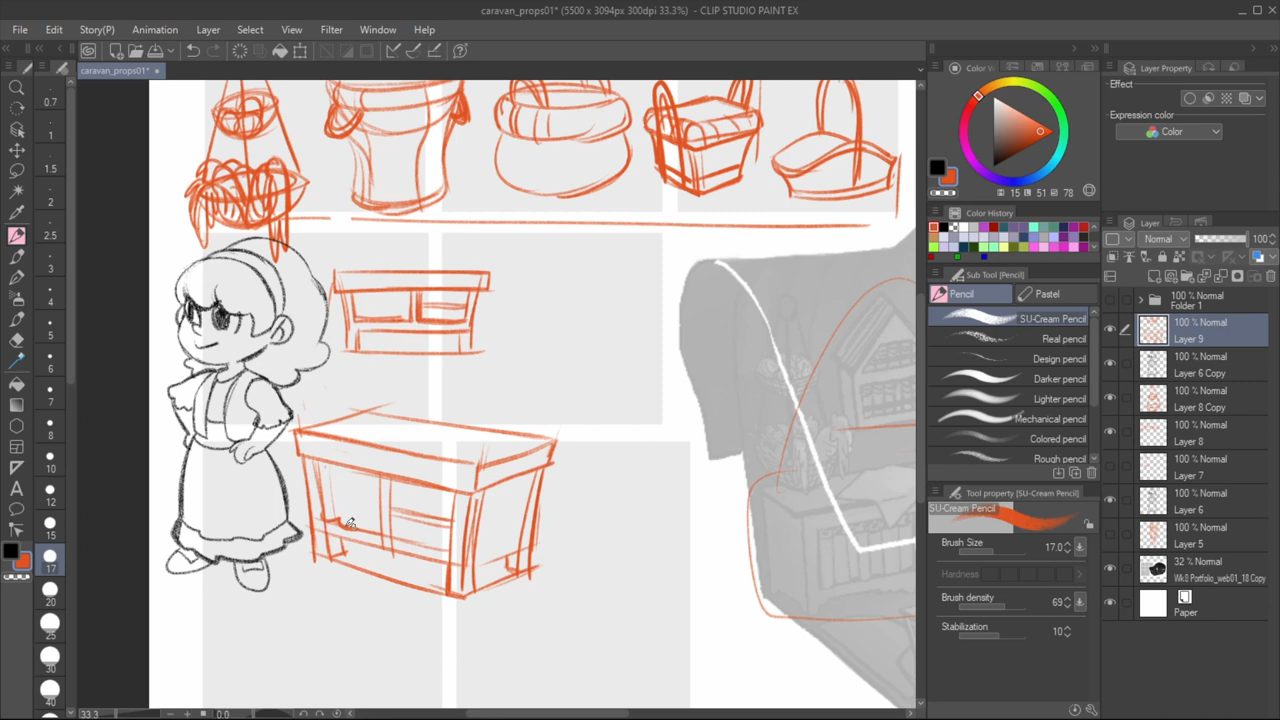 caravan_props01* (5500 x 3094px 300dpi 33.3%) - CLIP STUDIO PAINT EX
File Edit Story(P) Animation Layer Select View Filter Window Help
caravan_props01*
0.7
1
1.5
2
2.5
3
4
5
6
7
8
10
12
15
17
20
25
30
40
33.3
0.0
Color
H 15 L 51 M 78
Color History
Sub Tool [Pencil]
Pencil Pastel
SU-Cream Pencil
Real pencil
Design pencil
Darker pencil
Lighter pencil
Mechanical pencil
Colored pencil
Rough pencil
Tool property [SU-Cream Pencil]
SU-Cream Pencil
Brush Size 17.0
Hardness
Brush density 69
Stabilization 10
Layer Property
Effect
Expression color
Color
Layer
Normal 100
100 % Normal
Folder 1
100 % Normal
Layer 9
100 % Normal
Layer 6 Copy
100 % Normal
Layer 8 Copy
100 % Normal
Layer 8
100 % Normal
Layer 7
100 % Normal
Layer 6
100 % Normal
Layer 5
32 % Normal
Wk8 Portfolio_web01_18 Copy
Paper